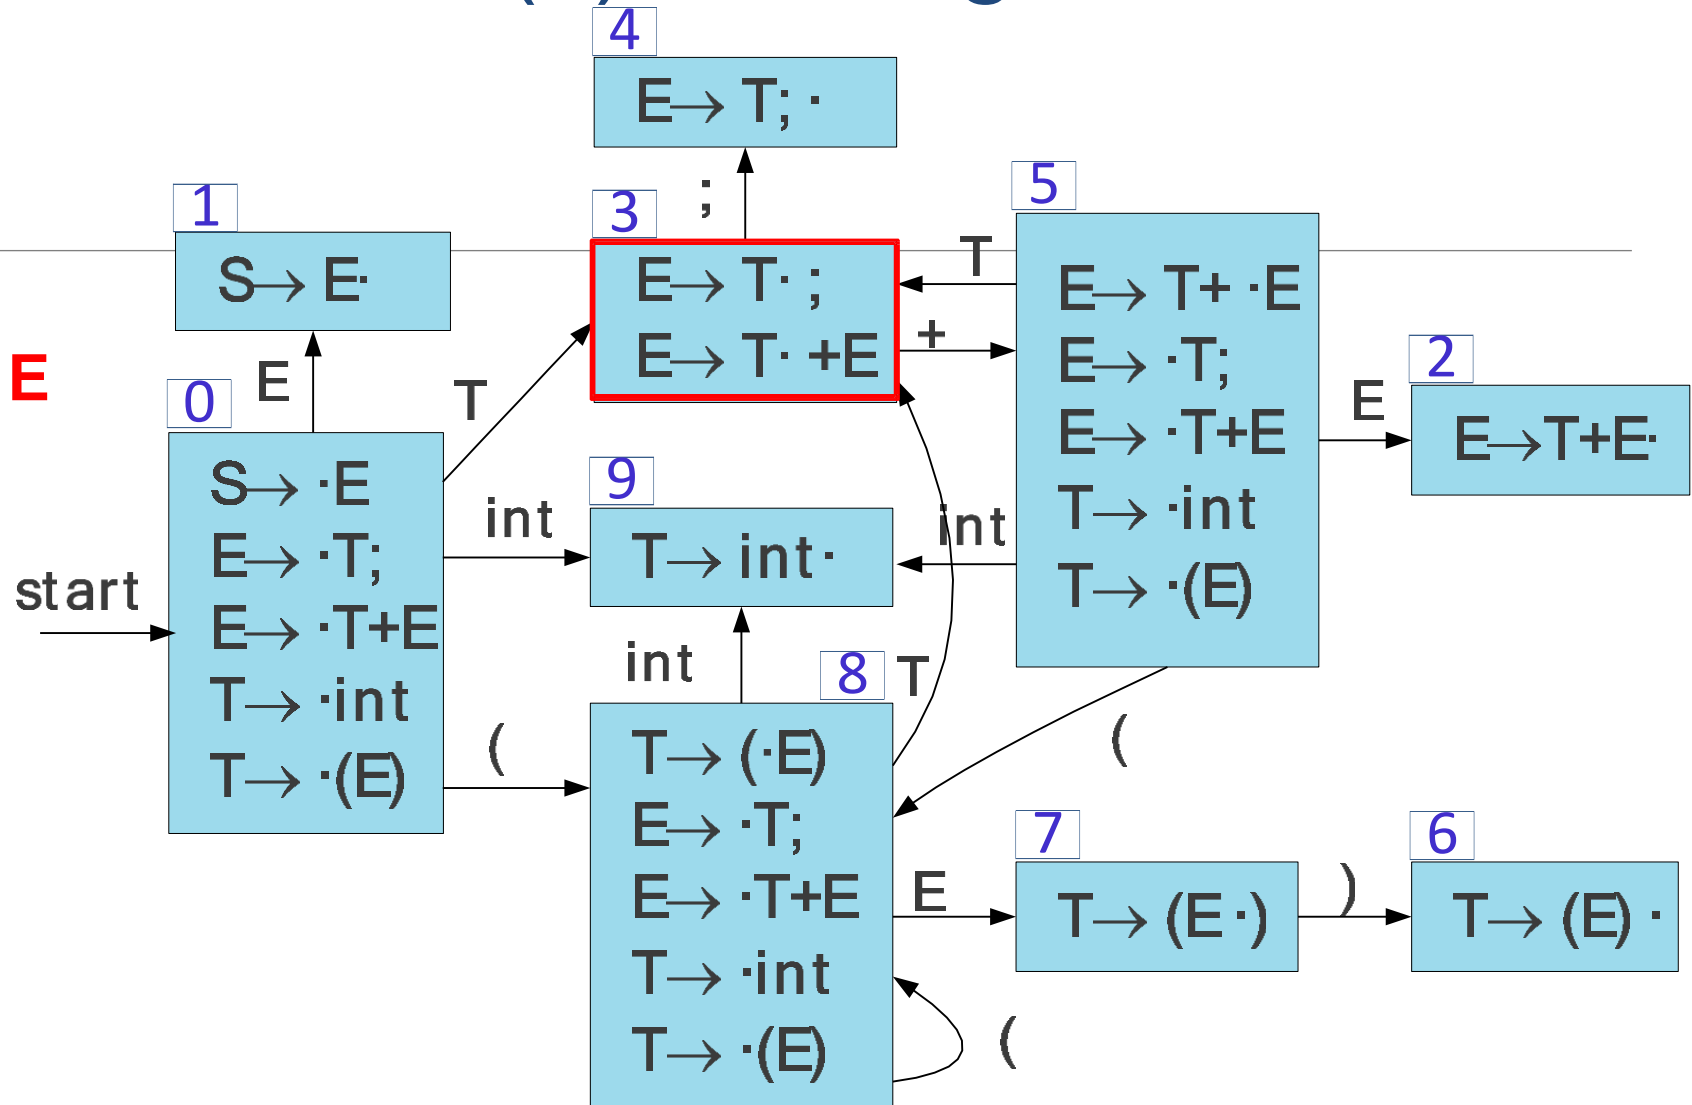 4
E→ T; ·
;
1
S→ E·
3
E→ T· ;
E→ T· +E
T
+
5
E→ T+ ·E
E→ ·T;
E→ ·T+E
T→ ·int
T→ ·(E)
E
2
E→T+E·
E
E
T
0
S→ ·E
E→ ·T;
E→ ·T+E
T→ ·int
T→ ·(E)
start
int
9
T→ int ·
int
int
(
8
T
(
T→ (·E)
E→ ·T;
E→ ·T+E
T→ ·int
T→ ·(E)
E
7
T→ (E ·)
)
6
T→ (E) ·
(